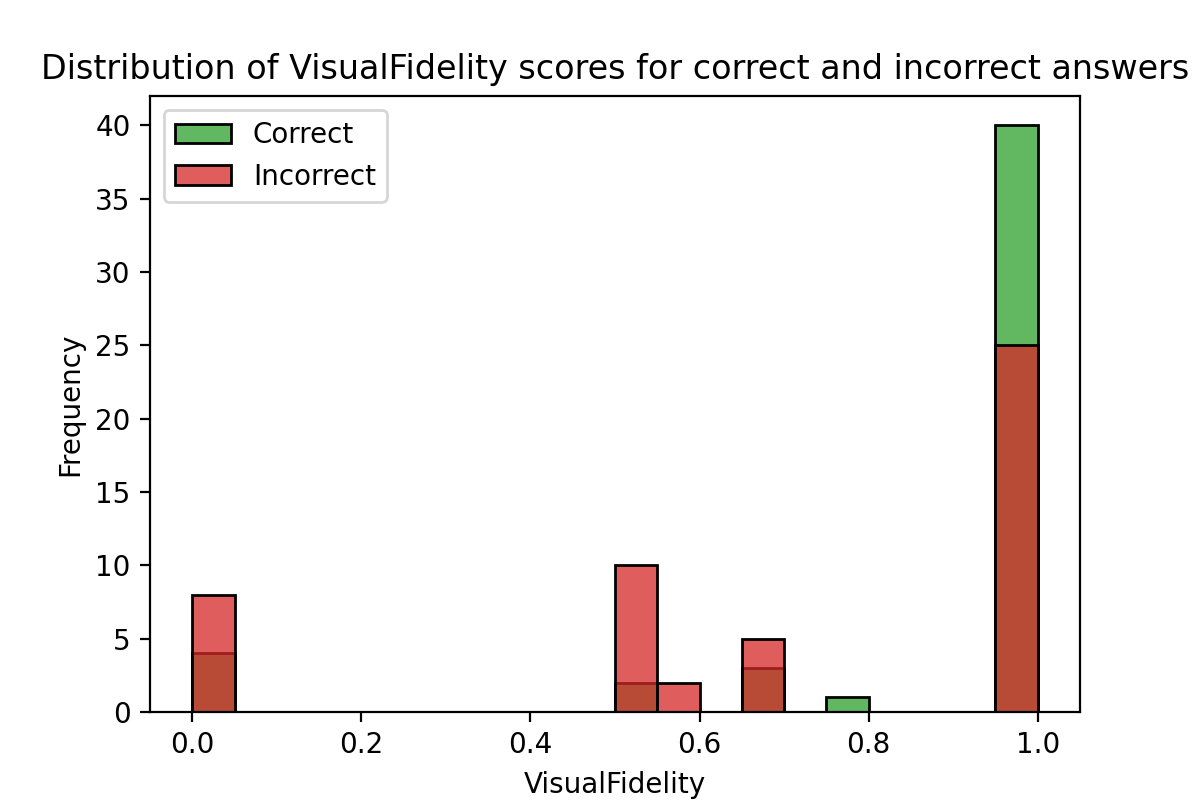 Distribution of VisualFidelity scores for correct and incorrect answers
Correct
Incorrect
40
35
30
25
20
15
10
5
0
Frequency
0.0 0.2 0.4 0.6 0.8 1.0
VisualFidelity